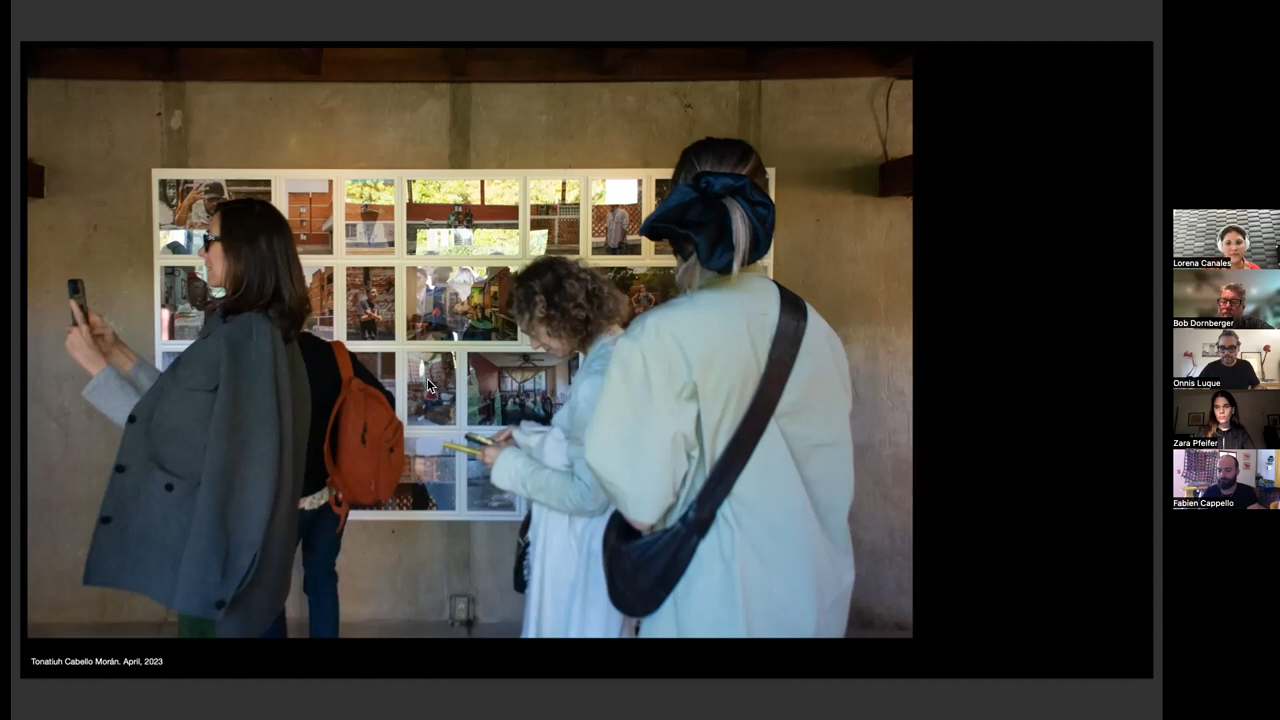 Tonatiuh Cabello Morán. April, 2023
Lorena Canales
Bob Dornberger
Onnis Luque
Zara Pfeifer
Fabien Cappello